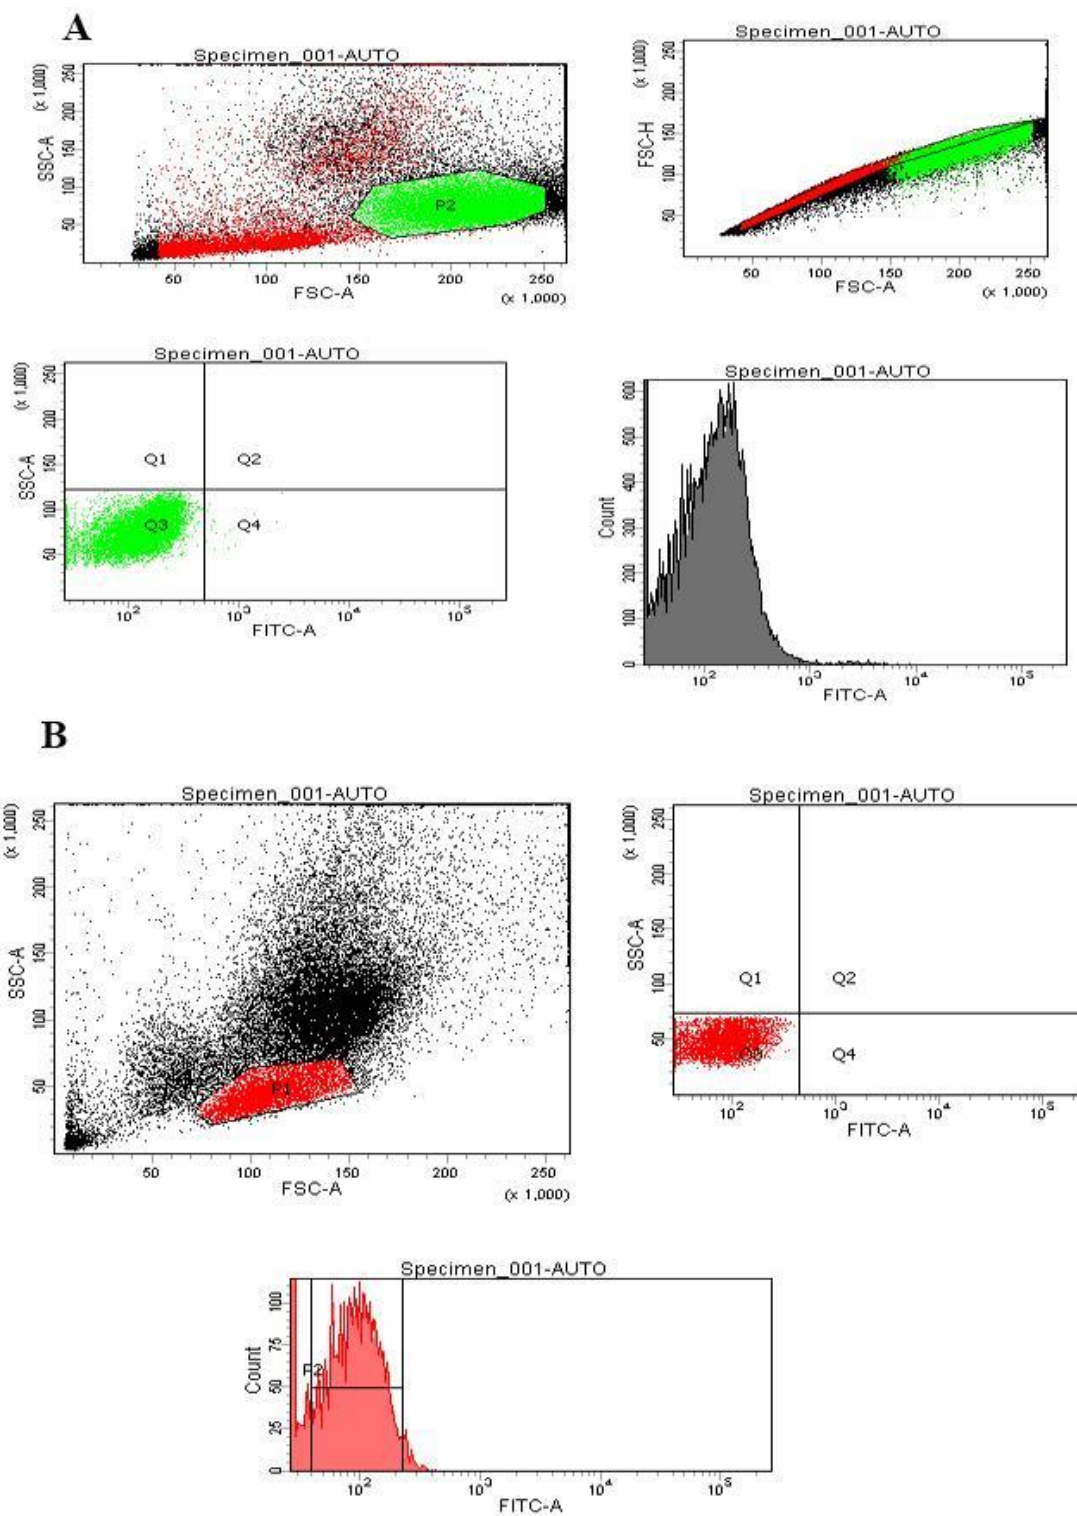 A
Specimen_001-AUTO
(x 1,000)
SSC-A
250
200
150
100
50
P2
50 100 150 200 250
FSC-A
(x 1,000)
Specimen_001-AUTO
(x 1,000)
FSC-H
250
200
150
100
50
50 100 150 200 250
FSC-A
(x 1,000)
Specimen_001-AUTO
(x 1,000)
SSC-A
250
200
150
100
50
Q1 Q2
Q3 Q4
10² 10³ 10⁴ 10⁵
FITC-A
Specimen_001-AUTO
Count
600
500
400
300
200
100
0
10² 10³ 10⁴ 10⁵
FITC-A
B
Specimen_001-AUTO
(x 1,000)
SSC-A
250
200
150
100
50
P1
50 100 150 200 250
FSC-A
(x 1,000)
Specimen_001-AUTO
(x 1,000)
SSC-A
250
200
150
100
50
Q1 Q2
Q3 Q4
10² 10³ 10⁴ 10⁵
FITC-A
Specimen_001-AUTO
Count
100
75
50
25
0
P2
10² 10³ 10⁴ 10⁵
FITC-A